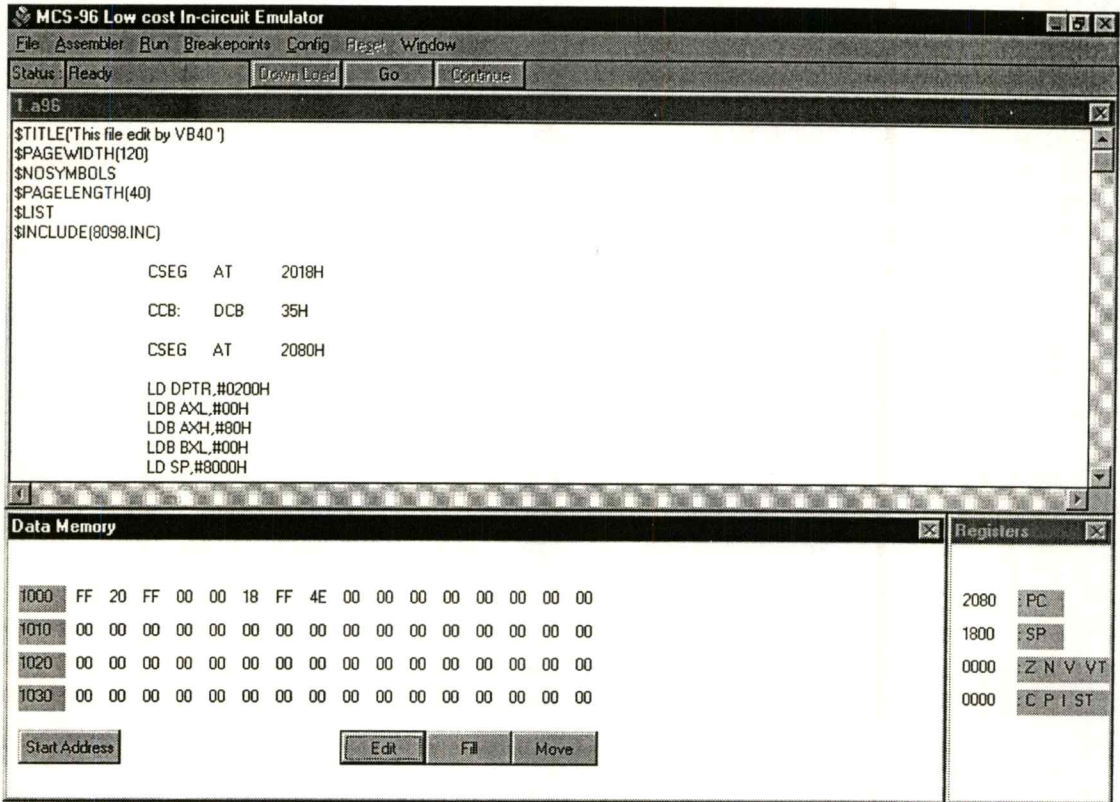 MCS-96 Low cost In-circuit Emulator
File Assembler Run Breakepoints Config Reset Window
Status : Ready Down Load Go Continue
1.a96
$TITLE('This file edit by VB40 ')
$PAGEWIDTH(120)
$NOSYMBOLS
$PAGELENGTH(40)
$LIST
$INCLUDE(8098.INC)
CSEG AT 2018H
CCB: DCB 35H
CSEG AT 2080H
LD DPTR,#0200H
LDB AXL,#00H
LDB AXH,#80H
LDB BXL,#00H
LD SP,#8000H
Data Memory
1000 FF 20 FF 00 00 18 FF 4E 00 00 00 00 00 00 00 00
1010 00 00 00 00 00 00 00 00 00 00 00 00 00 00 00 00
1020 00 00 00 00 00 00 00 00 00 00 00 00 00 00 00 00
1030 00 00 00 00 00 00 00 00 00 00 00 00 00 00 00 00
Start Address Edit Fill Move
Registers
2080 : PC
1800 : SP
0000 : Z N V VT
0000 : C P I ST